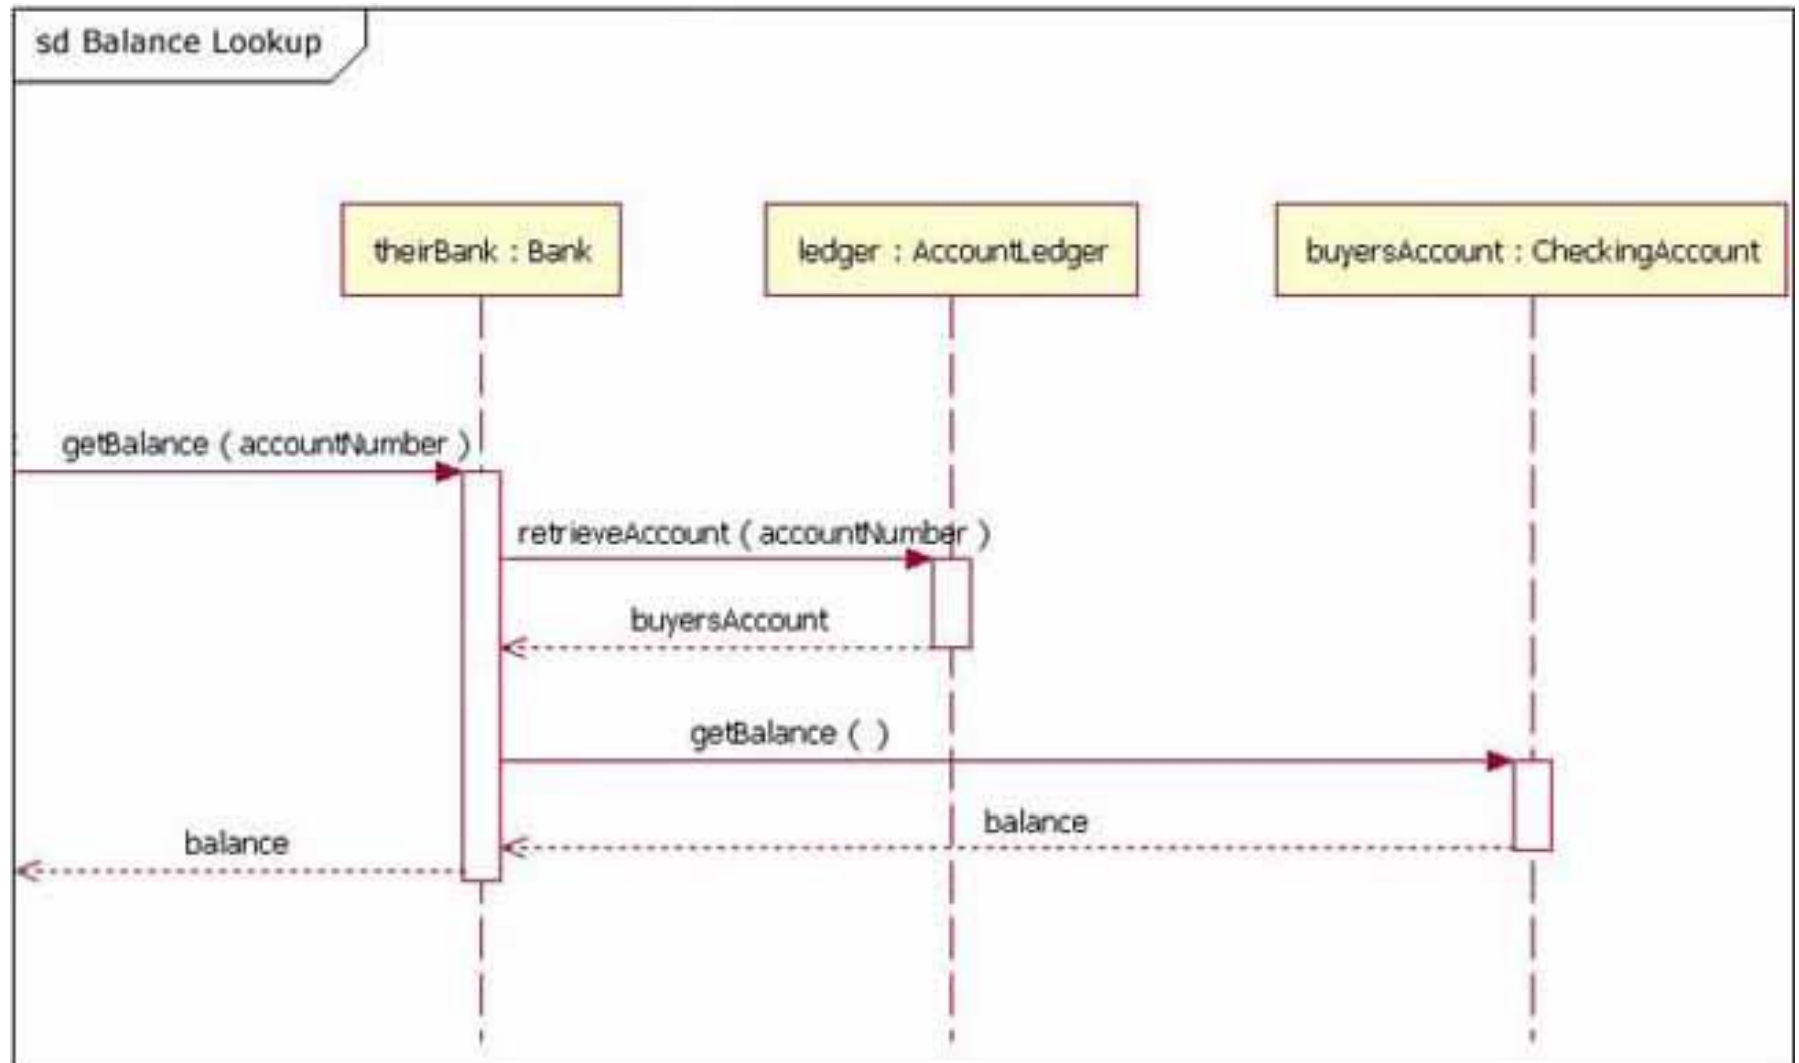 sd Balance Lookup
theirBank : Bank
ledger : AccountLedger
buyersAccount : CheckingAccount
getBalance ( accountNumber )
retrieveAccount ( accountNumber )
buyersAccount
getBalance ( )
balance
balance